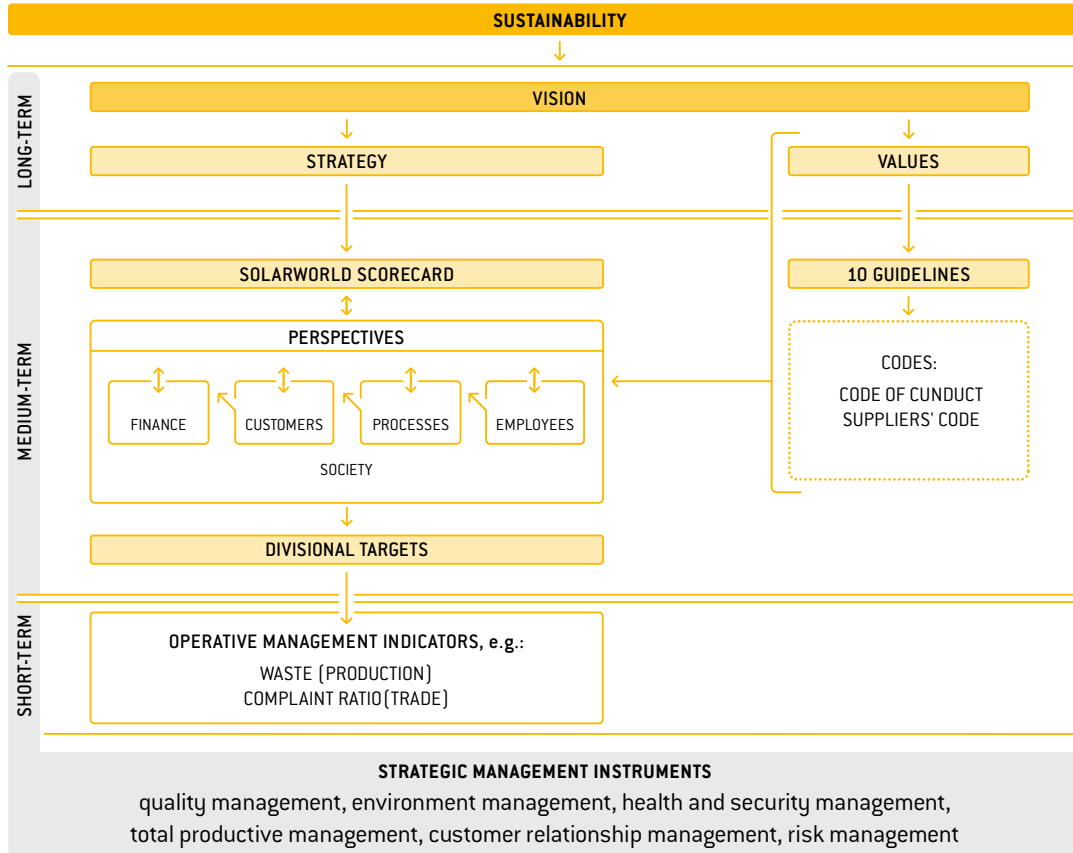 SUSTAINABILITY
LONG-TERM
VISION
STRATEGY
VALUES
MEDIUM-TERM
SOLARWORLD SCORECARD
10 GUIDELINES
PERSPECTIVES
FINANCE
CUSTOMERS
PROCESSES
EMPLOYEES
SOCIETY
CODES:
CODE OF CUNDUCT
SUPPLIERS' CODE
DIVISIONAL TARGETS
SHORT-TERM
OPERATIVE MANAGEMENT INDICATORS, e.g.:
WASTE (PRODUCTION)
COMPLAINT RATIO(TRADE)
STRATEGIC MANAGEMENT INSTRUMENTS
quality management, environment management, health and security management,
total productive management, customer relationship management, risk management